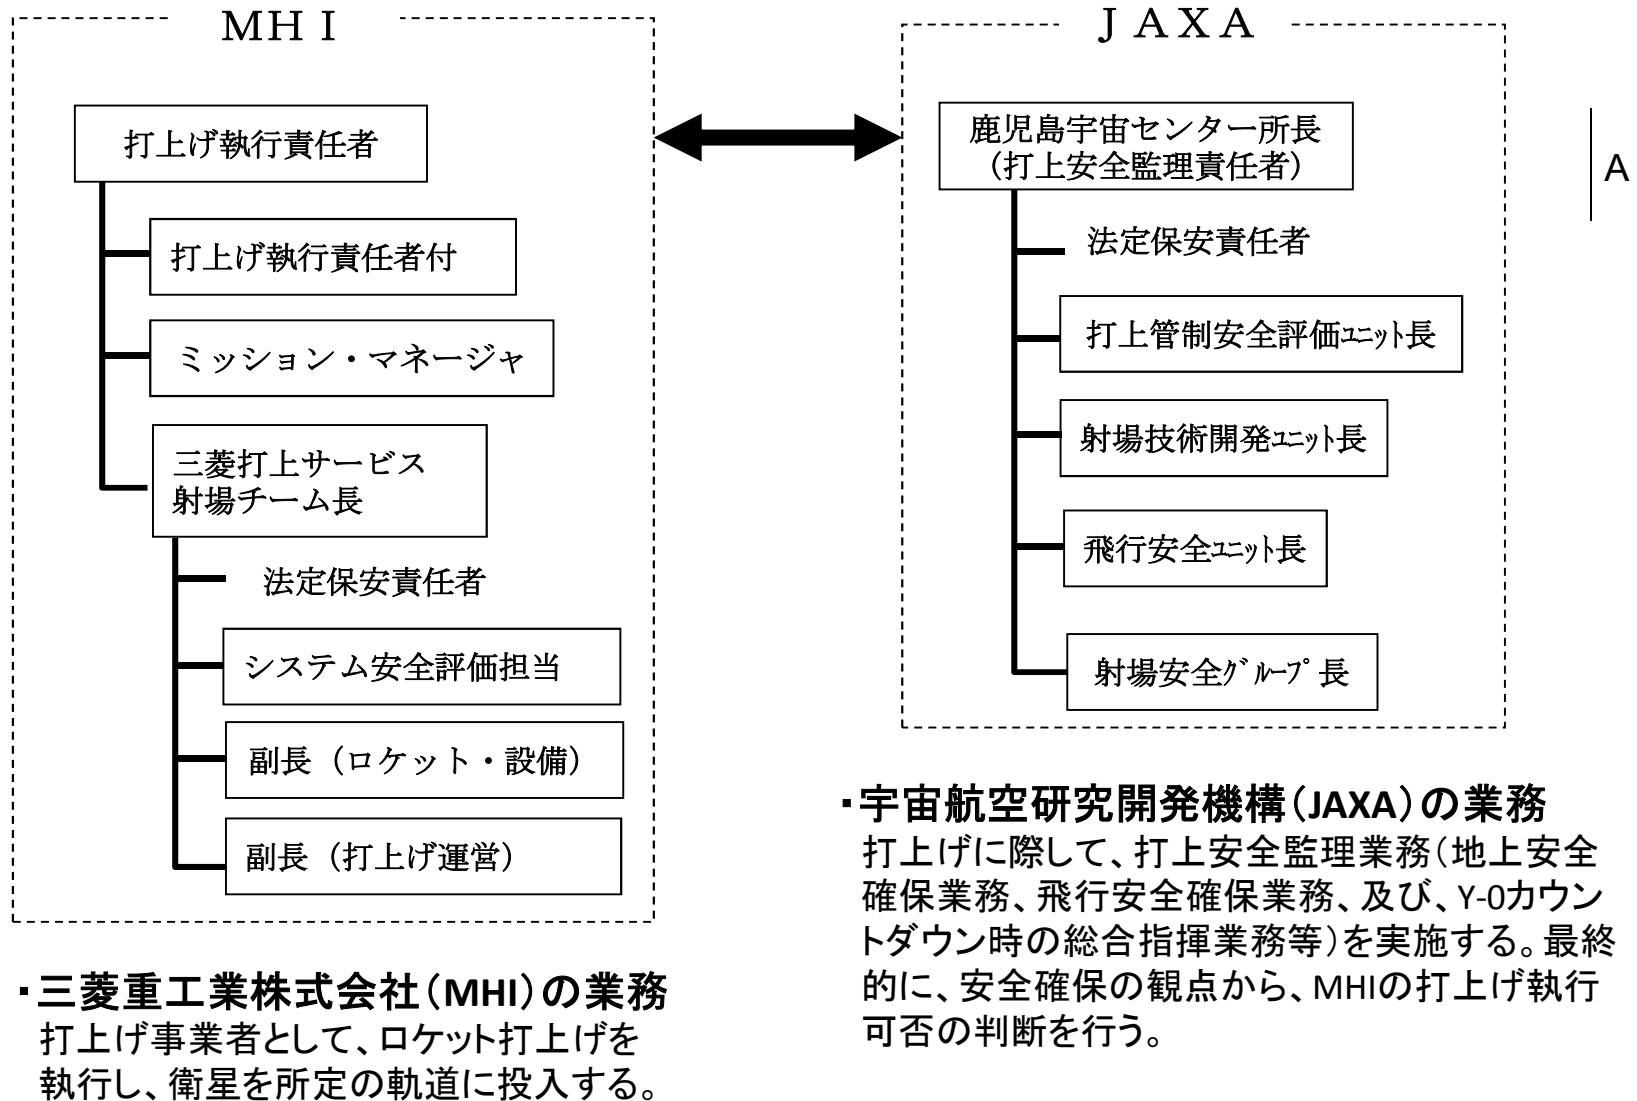 ＭＨＩ
打上げ執行責任者
打上げ執行責任者付
ミッション・マネージャ
三菱打上サービス
射場チーム長
法定保安責任者
システム安全評価担当
副長（ロケット・設備）
副長（打上げ運営）
・三菱重工業株式会社（MHI）の業務
打上げ事業者として、ロケット打上げを
執行し、衛星を所定の軌道に投入する。
ＪＡＸＡ
鹿児島宇宙センター所長
（打上安全監理責任者）
法定保安責任者
打上管制安全評価ﾕﾆｯﾄ長
射場技術開発ﾕﾆｯﾄ長
飛行安全ﾕﾆｯﾄ長
射場安全ｸﾞﾙｰﾌﾟ長
・宇宙航空研究開発機構（JAXA）の業務
打上げに際して、打上安全監理業務（地上安全
確保業務、飛行安全確保業務、及び、Y-0カウン
トダウン時の総合指揮業務等）を実施する。最終
的に、安全確保の観点から、MHIの打上げ執行
可否の判断を行う。
A